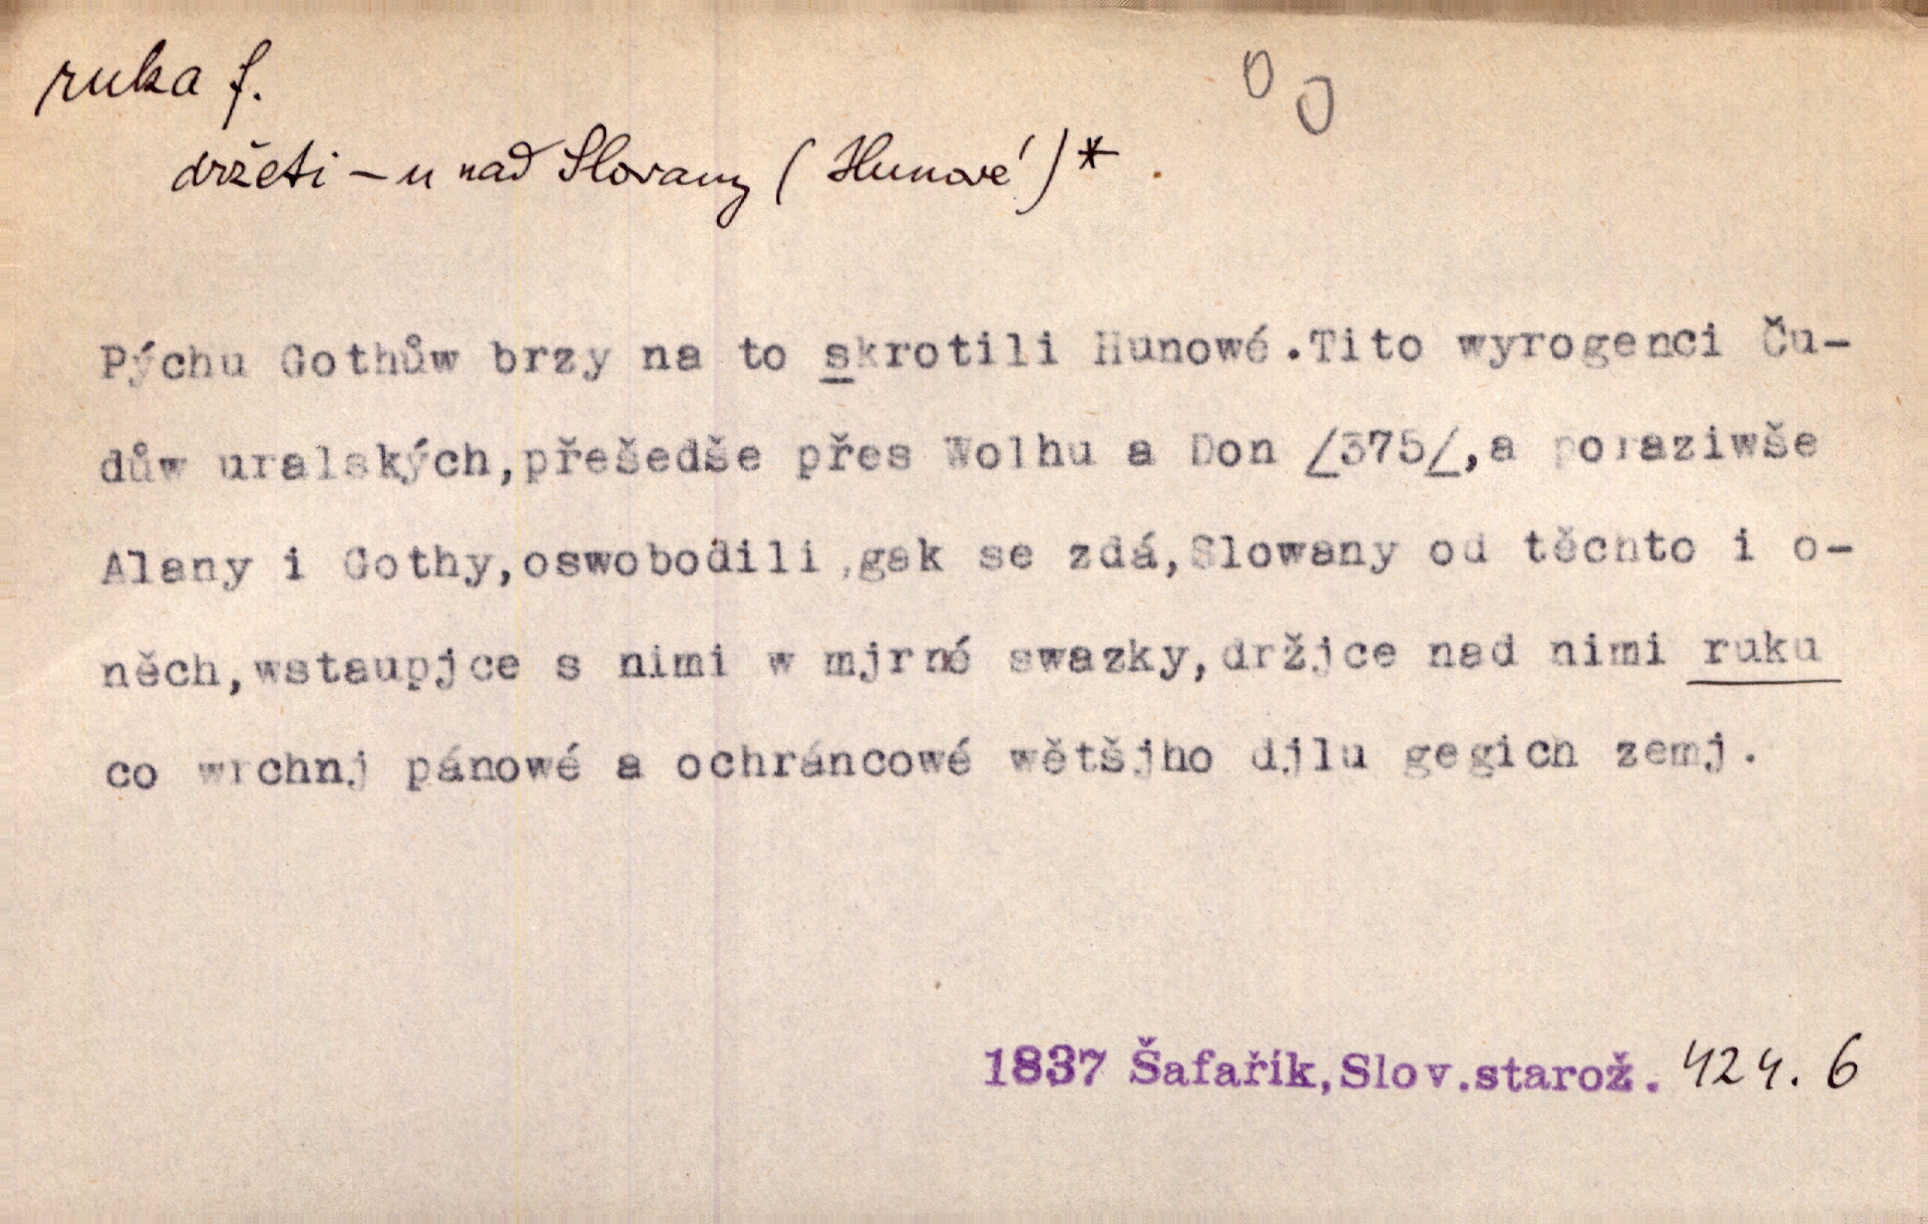 ruka f.
držeti – u nad Slovany (Hunové)*.
Pýchu Gothůw brzy na to skrotili Hunowé.Tito wyrogenci Ču-
důw uralských,přešedše přes Wolhu a Don /375/,a poraziwše
Alany i Gothy,oswobodili,gak se zdá,Slowany od těchto i o-
něch,wstaupjce s nimi w mjrné swazky,držjce nad nimi ruku
co wrchnj pánowé a ochráncowé wětšjho djlu gegich zemj.
1837 Šafařík,Slov.starož. 424. 6